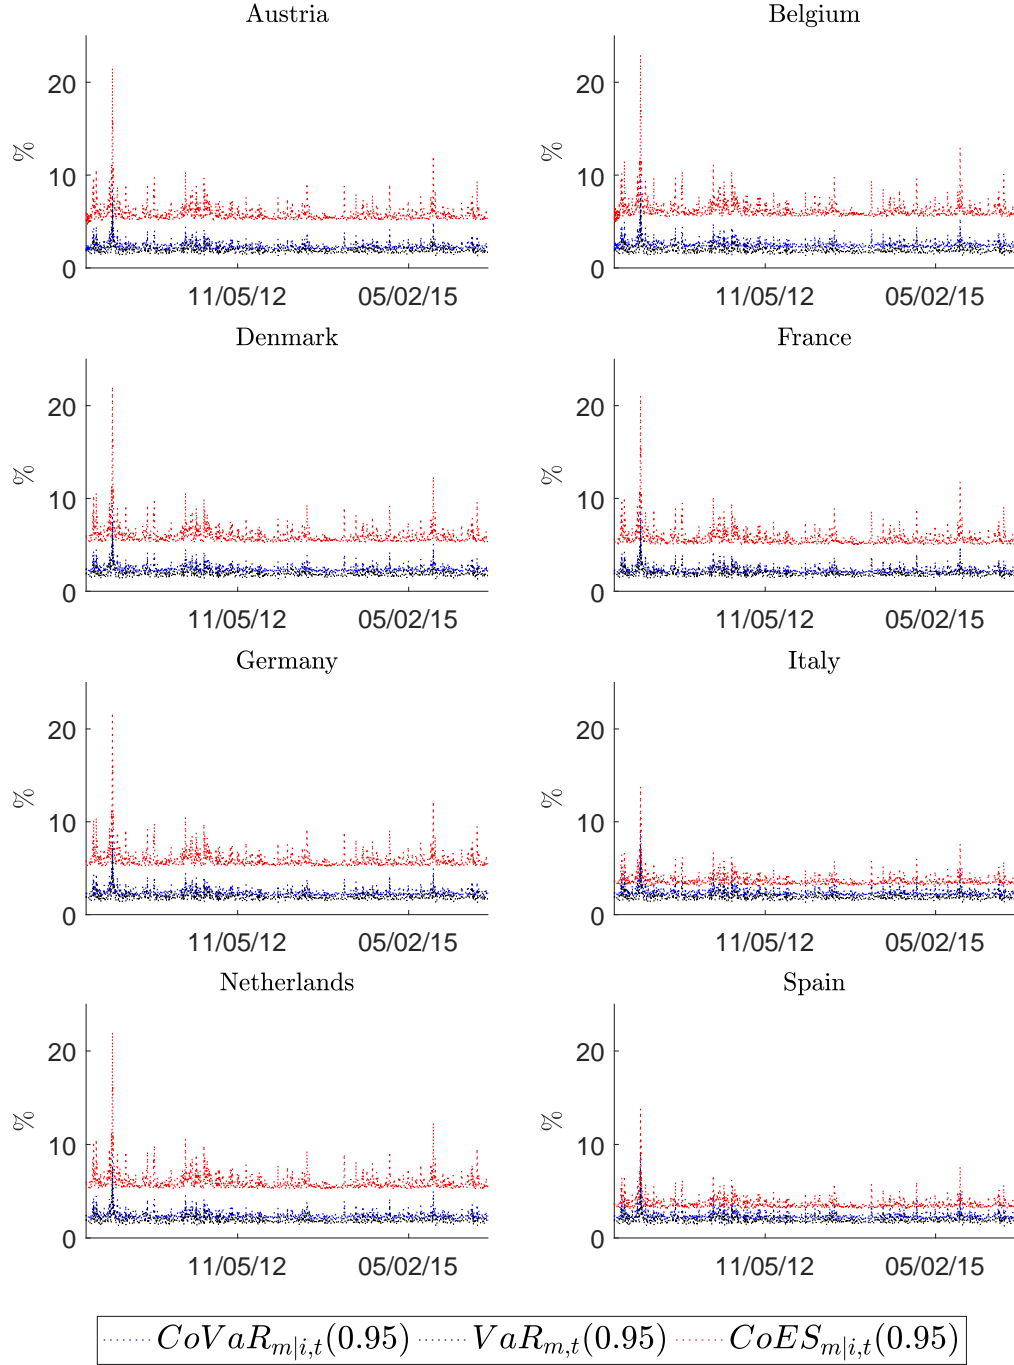 Austria Belgium
20 20
% %
10 10
0 0
11/05/12 05/02/15 11/05/12 05/02/15
Denmark France
20 20
% %
10 10
0 0
11/05/12 05/02/15 11/05/12 05/02/15
Germany Italy
20 20
% %
10 10
0 0
11/05/12 05/02/15 11/05/12 05/02/15
Netherlands Spain
20 20
% %
10 10
0 0
11/05/12 05/02/15 11/05/12 05/02/15
CoVaR_{m|i,t}(0.95) VaR_{m,t}(0.95) CoES_{m|i,t}(0.95)